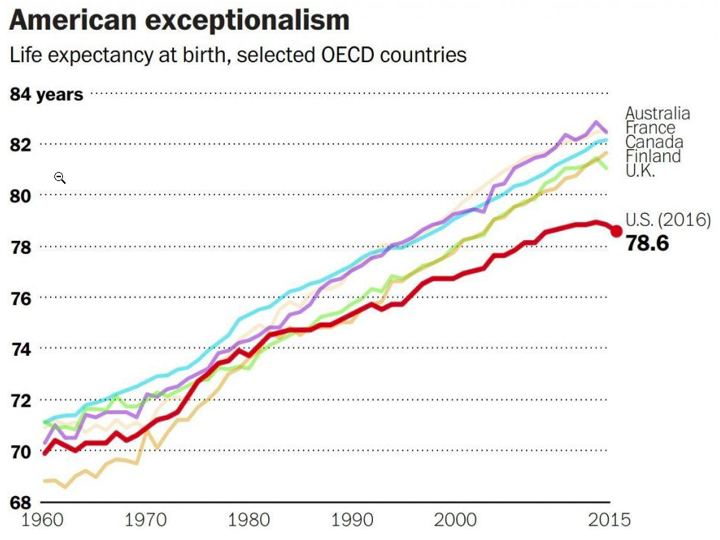 American exceptionalism
Life expectancy at birth, selected OECD countries
84 years
82
80
78
76
74
72
70
68
1960 1970 1980 1990 2000 2015
Australia
France
Canada
Finland
U.K.
U.S. (2016)
78.6